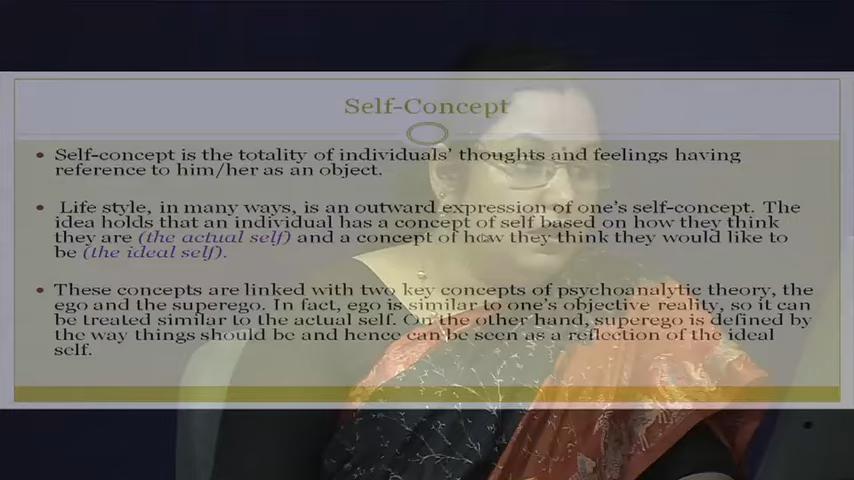 Self-Concept
Self-concept is the totality of individuals' thoughts and feelings having
reference to him/her as an object.
Life style, in many ways, is an outward expression of one's self-concept. The
idea holds that an individual has a concept of self based on how they think
they are (the actual self) and a concept of how they think they would like to
be (the ideal self).
These concepts are linked with two key concepts of psychoanalytic theory, the
ego and the superego. In fact, ego is similar to one's objective reality, so it can
be treated similar to the actual self. On the other hand, superego is defined by
the way things should be and hence can be seen as a reflection of the ideal
self.